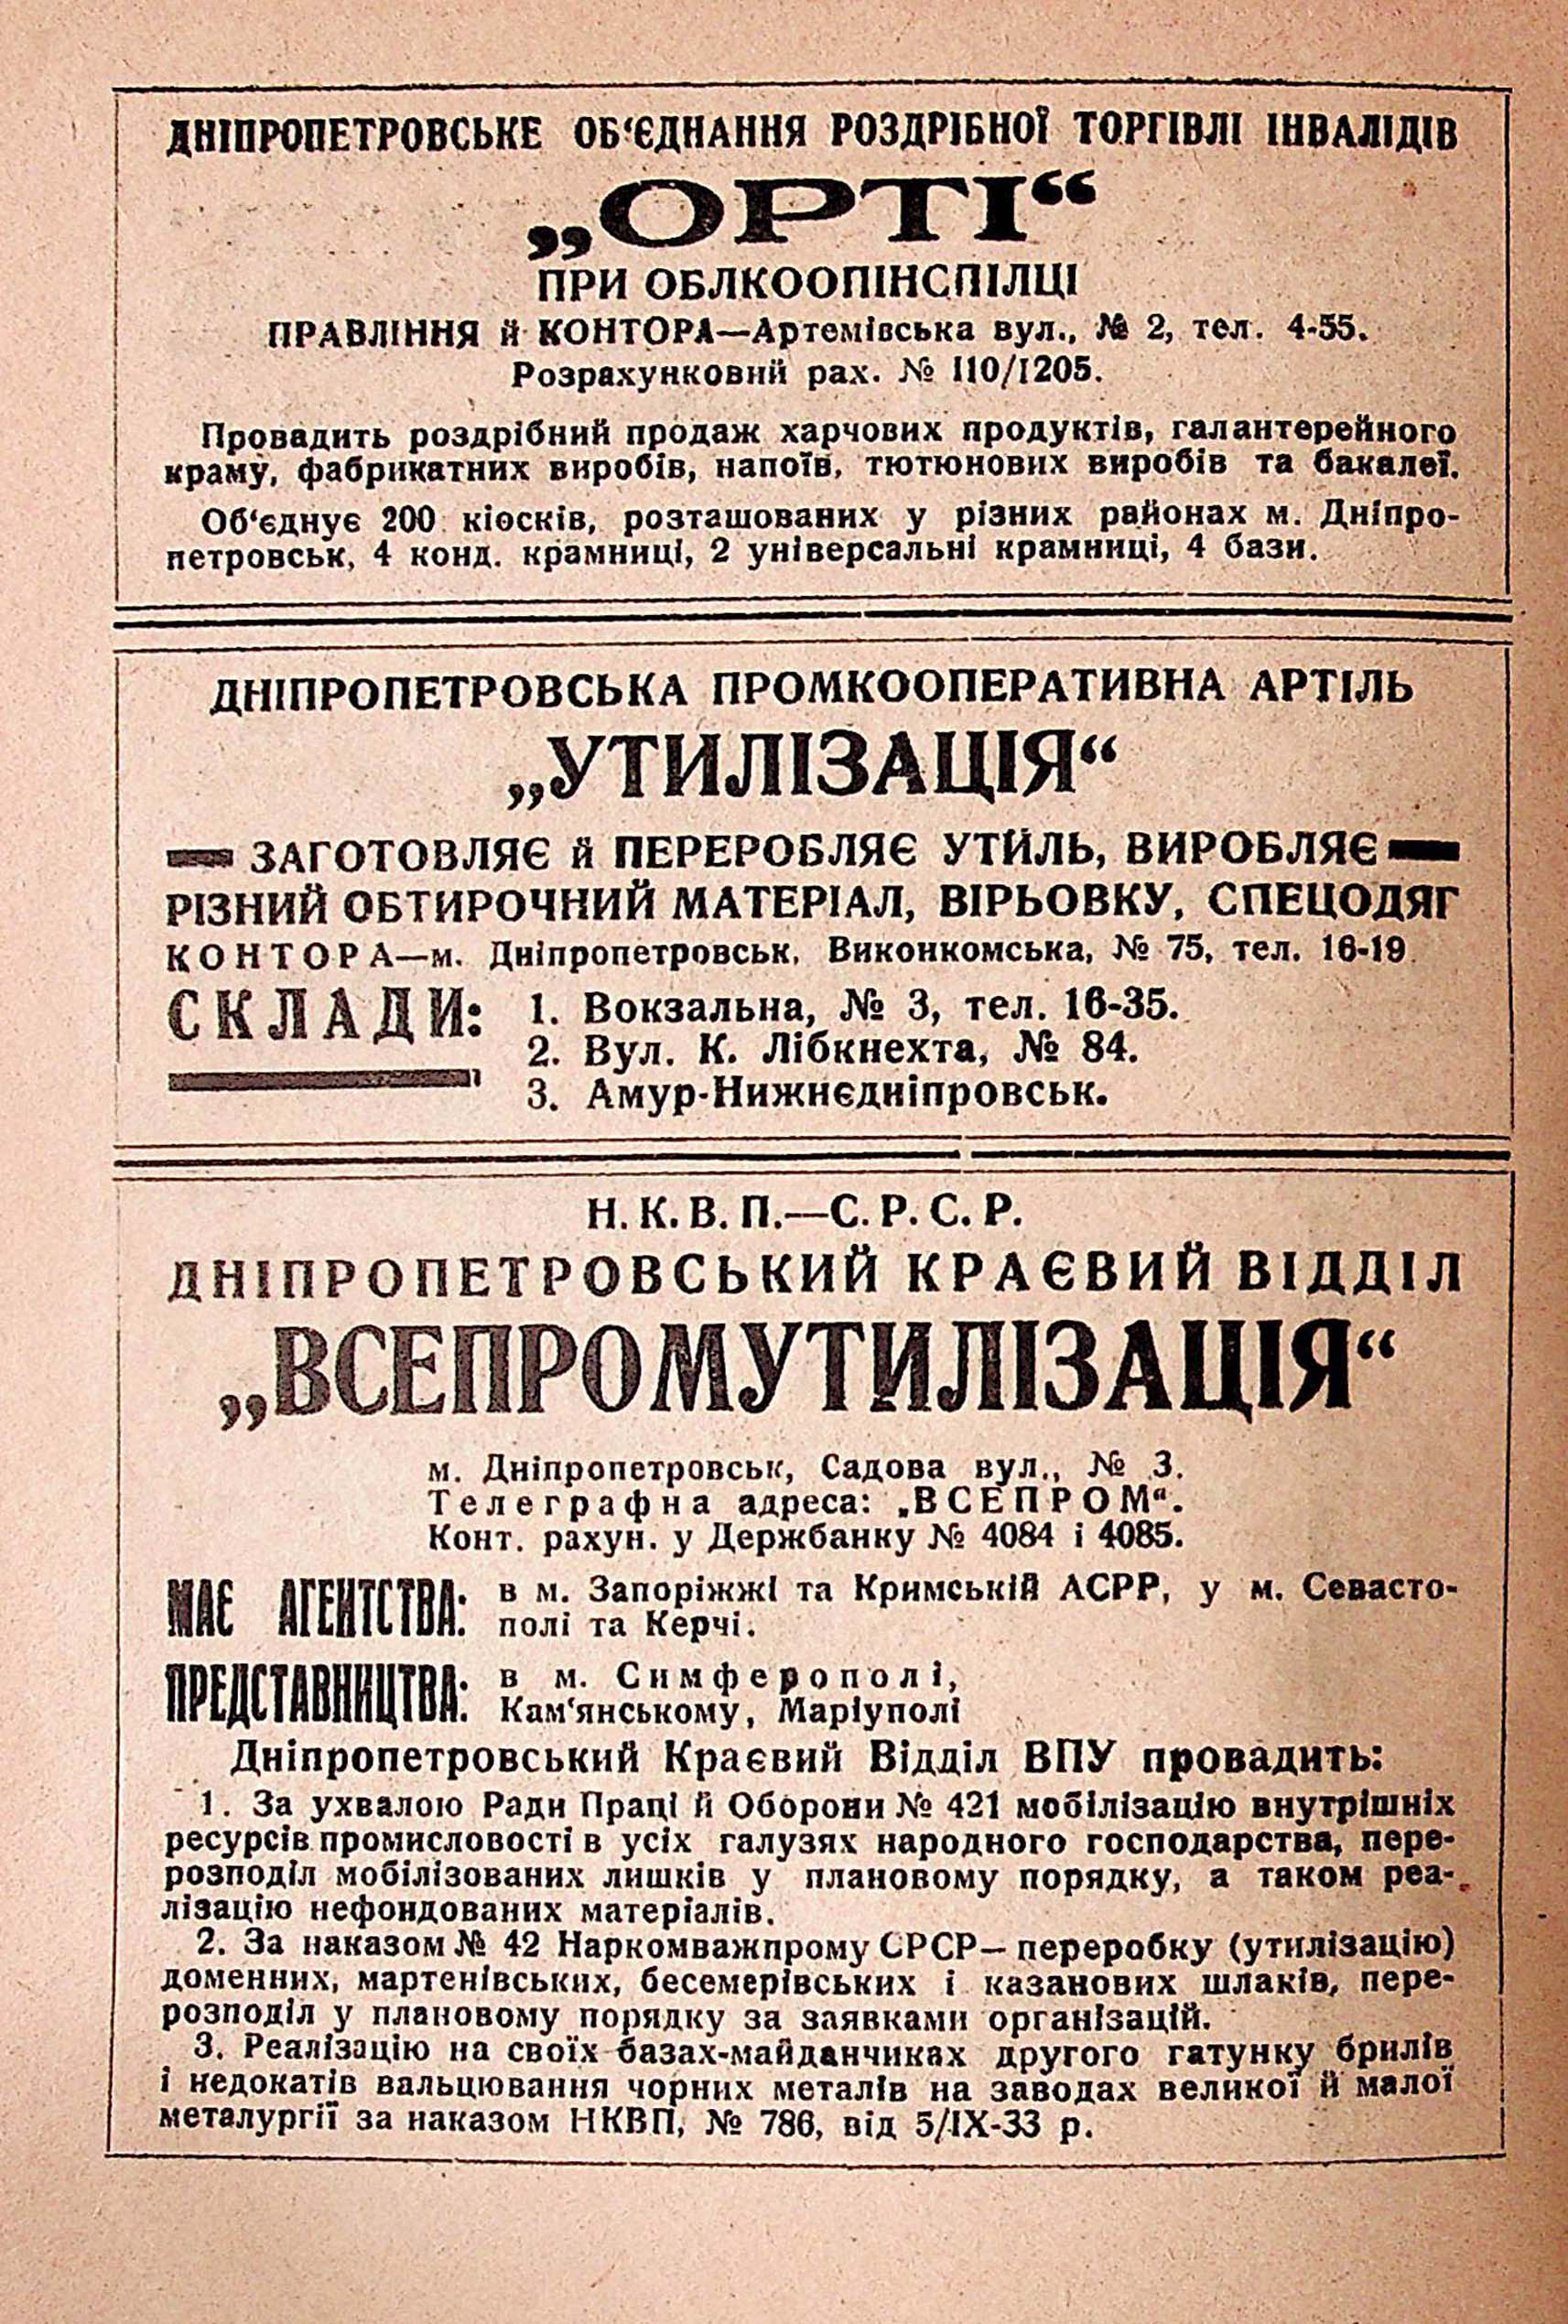 ДНІПРОПЕТРОВСЬКЕ ОБ‘ЄДНАННЯ РОЗДРІБНОЇ ТОРГІВЛІ ІНВАЛІДІВ
„ОРТІ“
ПРИ ОБЛКООПІНСПІЛЦІ
ПРАВЛІННЯ й КОНТОРА—Артемівська вул., № 2, тел. 4-55.
Розрахунковий рах. № 110/1205.
Провадить роздрібний продаж харчових продуктів, галантерейного
краму, фабрикатних виробів, напоїв, тютюнових виробів та бакалеї.
Об‘єднує 200 кіосків, розташованих у різних районах м. Дніпро-
петровськ, 4 конд. крамниці, 2 універсальні крамниці, 4 бази.
ДНІПРОПЕТРОВСЬКА ПРОМКООПЕРАТИВНА АРТІЛЬ
„УТИЛІЗАЦІЯ“
ЗАГОТОВЛЯЄ й ПЕРЕРОБЛЯЄ УТИЛЬ, ВИРОБЛЯЄ
РІЗНИЙ ОБТИРОЧНИЙ МАТЕРІАЛ, ВІРЬОВКУ, СПЕЦОДЯГ
КОНТОРА—м. Дніпропетровськ, Виконкомська, № 75, тел. 16-19
СКЛАДИ: 1. Вокзальна, № 3, тел. 16-35.
2. Вул. К. Лібкнехта, № 84.
3. Амур-Нижнєдніпровськ.
Н. К. В. П.—С. Р. С. Р.
ДНІПРОПЕТРОВСЬКИЙ КРАЄВИЙ ВІДДІЛ
„ВСЕПРОМУТИЛІЗАЦІЯ“
м. Дніпропетровськ, Садова вул., № 3.
Телеграфна адреса: „ВСЕПРОМ“.
Конт. рахун. у Держбанку № 4084 і 4085.
МАЄ АГЕНТСТВА: в м. Запоріжжі та Кримській АСРР, у м. Севасто-
полі та Керчі.
ПРЕДСТАВНИЦТВА: в м. Симферополі,
Кам‘янському, Маріуполі
Дніпропетровський Краєвий Відділ ВПУ провадить:
1. За ухвалою Ради Праці й Оборони № 421 мобілізацію внутрішніх
ресурсів промисловості в усіх галузях народного господарства, пере-
розподіл мобілізованих лишків у плановому порядку, а таком реа-
лізацію нефондованих матеріалів.
2. За наказом № 42 Наркомважпрому СРСР—переробку (утилізацію)
доменних, мартенівських, бесемерівських і казанових шлаків, пере-
розподіл у плановому порядку за заявками організацій.
3. Реалізацію на своїх базах-майданчиках другого гатунку брилів
і недокатів вальцювання чорних металів на заводах великої й малої
металургії за наказом НКВП, № 786, від 5/IX-33 р.